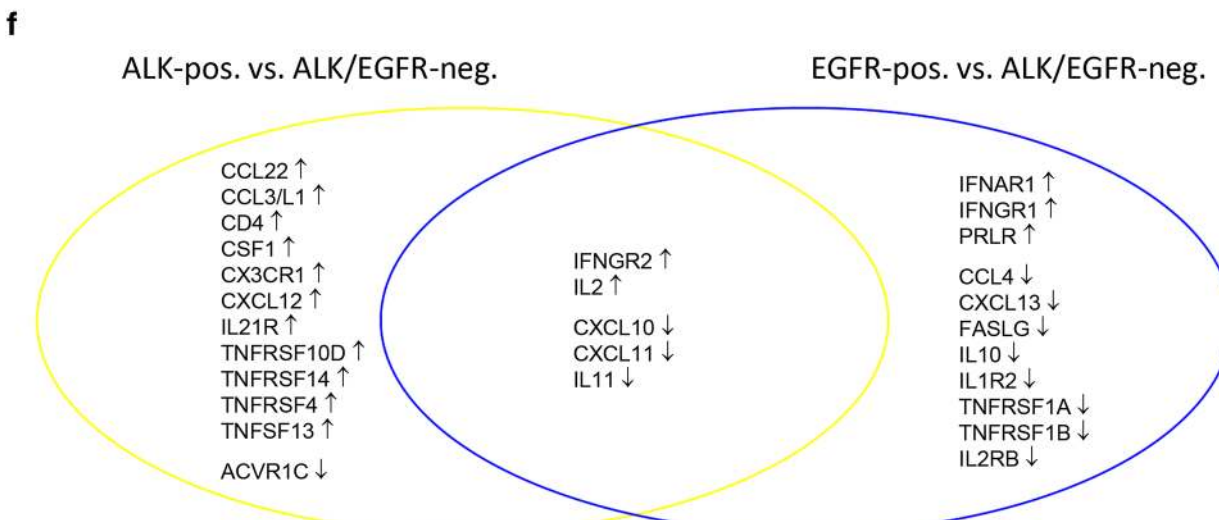 f
ALK-pos. vs. ALK/EGFR-neg.
EGFR-pos. vs. ALK/EGFR-neg.
CCL22 ↑
CCL3/L1 ↑
CD4 ↑
CSF1 ↑
CX3CR1 ↑
CXCL12 ↑
IL21R ↑
TNFRSF10D ↑
TNFRSF14 ↑
TNFRSF4 ↑
TNFSF13 ↑
ACVR1C ↓
IFNGR2 ↑
IL2 ↑
CXCL10 ↓
CXCL11 ↓
IL11 ↓
IFNAR1 ↑
IFNGR1 ↑
PRLR ↑
CCL4 ↓
CXCL13 ↓
FASLG ↓
IL10 ↓
IL1R2 ↓
TNFRSF1A ↓
TNFRSF1B ↓
IL2RB ↓